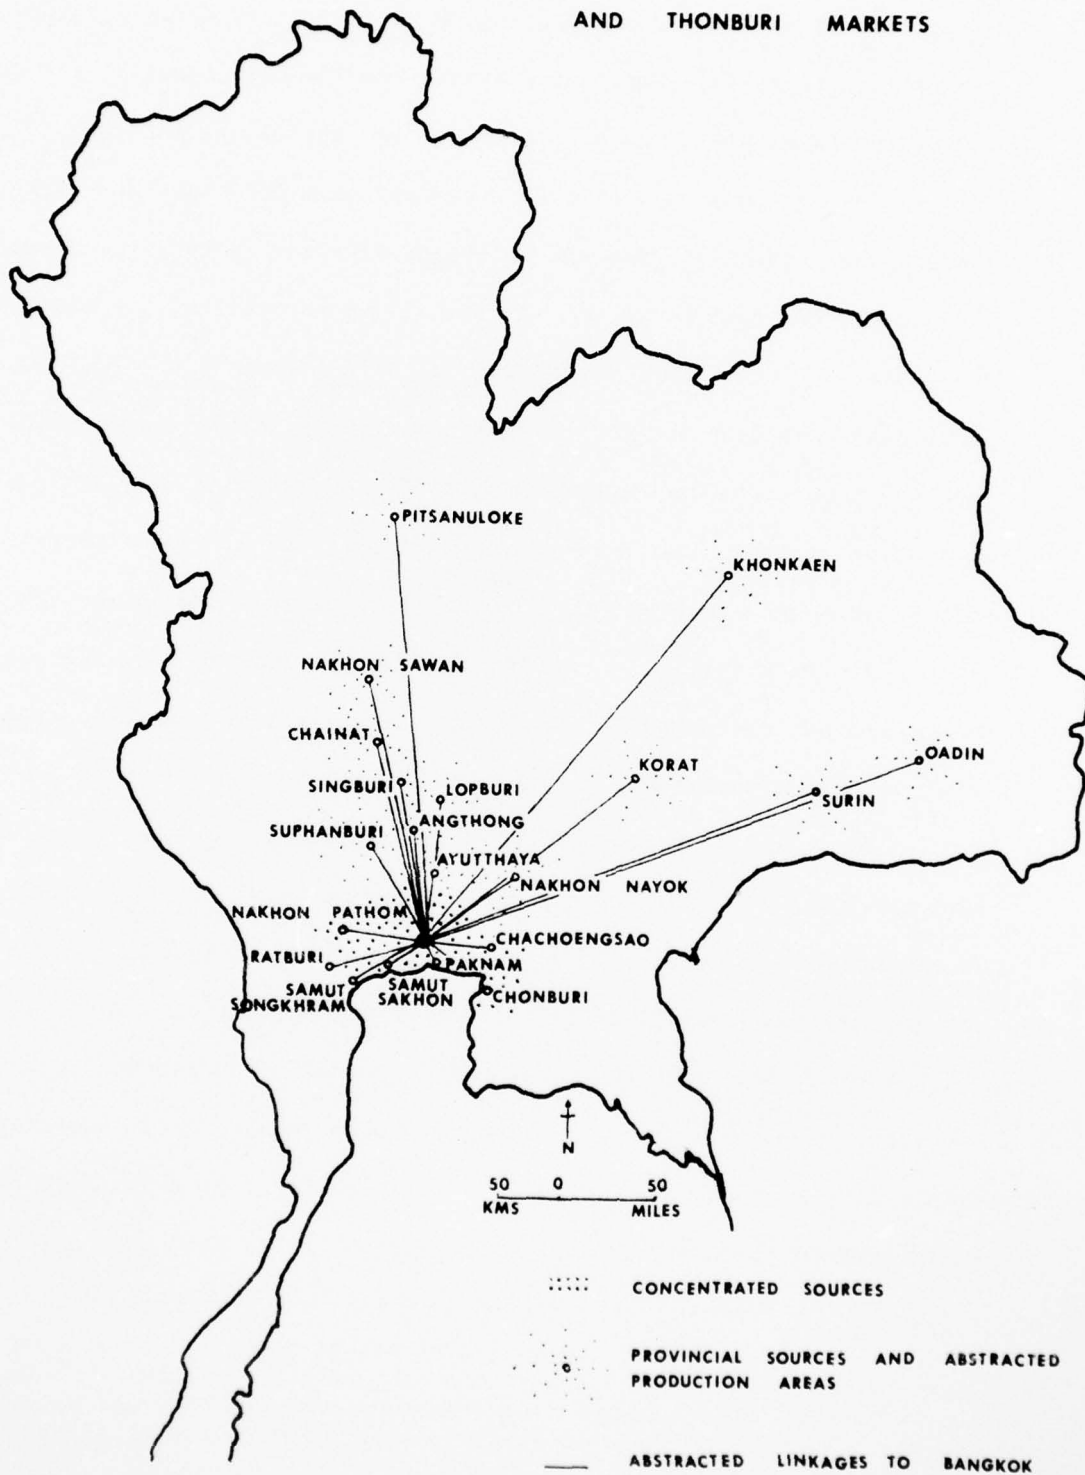 AND THONBURI MARKETS
PITSANULOKE
KHONKAEN
NAKHON SAWAN
CHAINAT
KORAT
OADIN
SINGBURI
LOPBURI
SURIN
ANGTHONG
SUPHANBURI
AYUTTHAYA
NAKHON NAYOK
NAKHON PATHOM
CHACHOENGSAO
RATBURI
PAKNAM
SAMUT
SONGKHRAM
SAMUT
SAKHON
CHONBURI
N
50 0 50
KMS MILES
CONCENTRATED SOURCES
PROVINCIAL SOURCES AND ABSTRACTED
PRODUCTION AREAS
ABSTRACTED LINKAGES TO BANGKOK